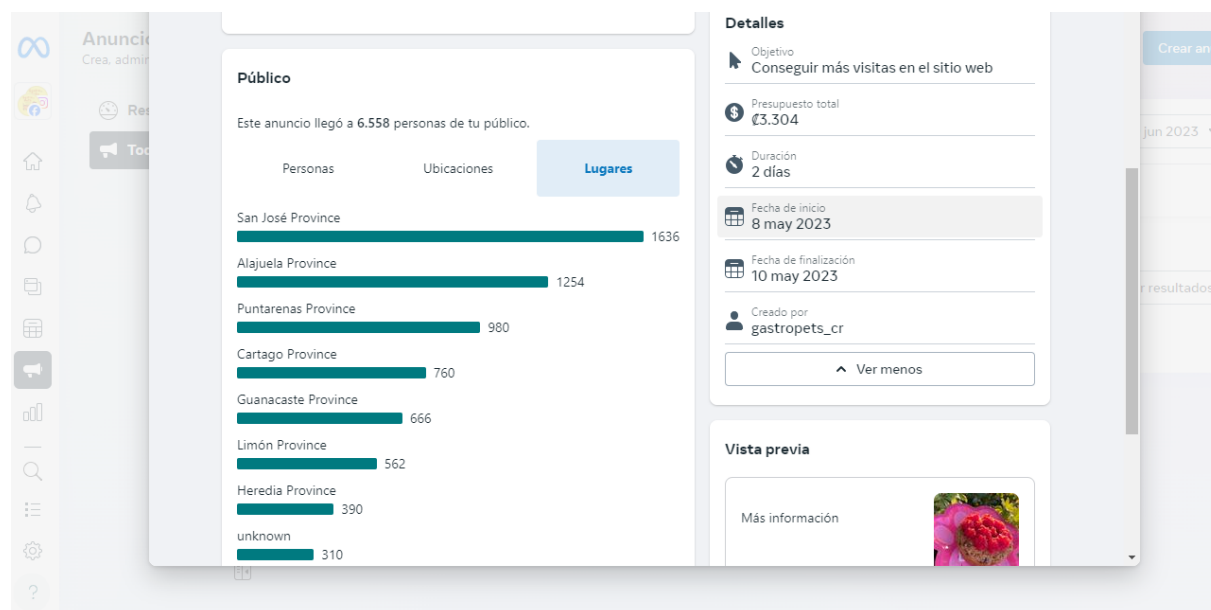 Anuncio
Crea, admin
Res
Tod
Público
Este anuncio llegó a 6.558 personas de tu público.
Personas
Ubicaciones
Lugares
San José Province
1636
Alajuela Province
1254
Puntarenas Province
980
Cartago Province
760
Guanacaste Province
666
Limón Province
562
Heredia Province
390
unknown
310
Detalles
Objetivo
Conseguir más visitas en el sitio web
Presupuesto total
₡3.304
Duración
2 días
Fecha de inicio
8 may 2023
Fecha de finalización
10 may 2023
Creado por
gastropets_cr
Ver menos
Vista previa
Más información
Crear an
jun 2023
r resultados